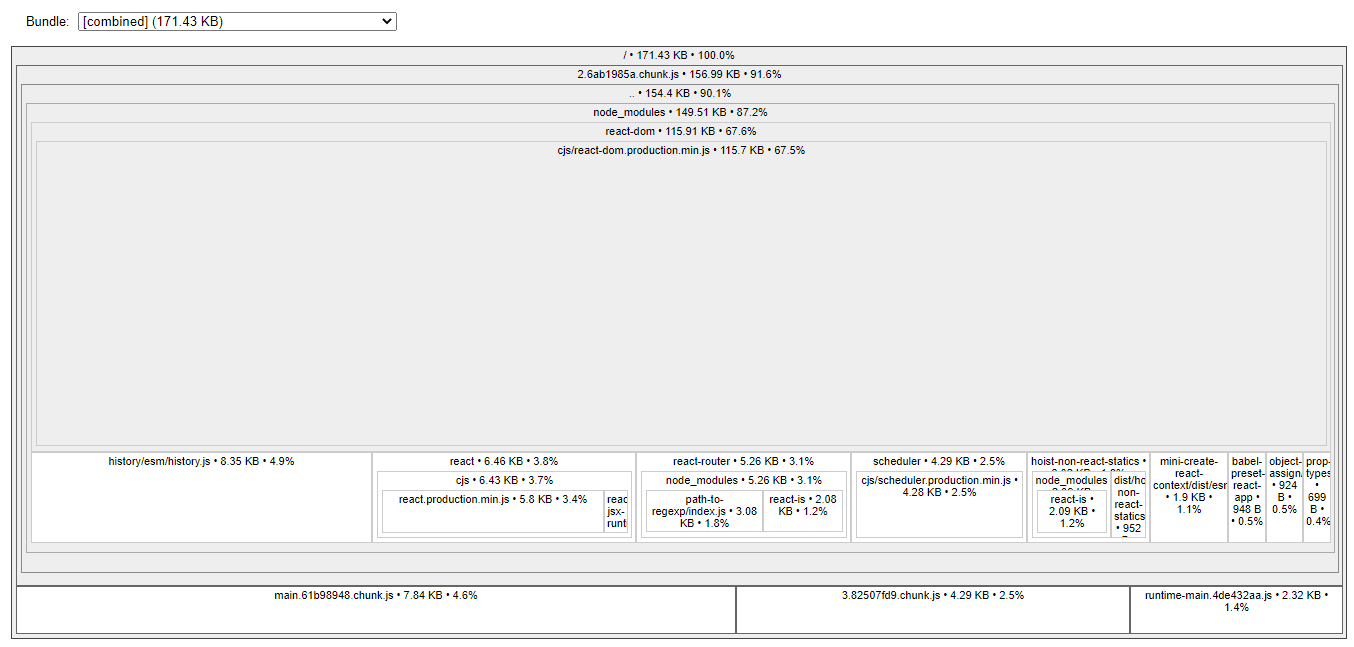 Bundle: [combined] (171.43 KB)
/ • 171.43 KB • 100.0%
2.6ab1985a.chunk.js • 156.99 KB • 91.6%
.. • 154.4 KB • 90.1%
node_modules • 149.51 KB • 87.2%
react-dom • 115.91 KB • 67.6%
cjs/react-dom.production.min.js • 115.7 KB • 67.5%
history/esm/history.js • 8.35 KB • 4.9%
react • 6.46 KB • 3.8%
cjs • 6.43 KB • 3.7%
react.production.min.js • 5.8 KB • 3.4%
reac
jsx-
runti
react-router • 5.26 KB • 3.1%
node_modules • 5.26 KB • 3.1%
path-to-
regexp/index.js • 3.08
KB • 1.8%
react-is • 2.08
KB • 1.2%
scheduler • 4.29 KB • 2.5%
cjs/scheduler.production.min.js •
4.28 KB • 2.5%
hoist-non-react-statics •
node_modules
react-is •
2.09 KB •
1.2%
dist/ho
non-
react-
statics
• 952
mini-create-
react-
context/dist/esr
• 1.9 KB •
1.1%
babel-
preset-
react-
app •
948 B
• 0.5%
object-
assign/
• 924
B •
0.5%
prop-
types
•
699
B •
0.4%
main.61b98948.chunk.js • 7.84 KB • 4.6%
3.82507fd9.chunk.js • 4.29 KB • 2.5%
runtime-main.4de432aa.js • 2.32 KB •
1.4%